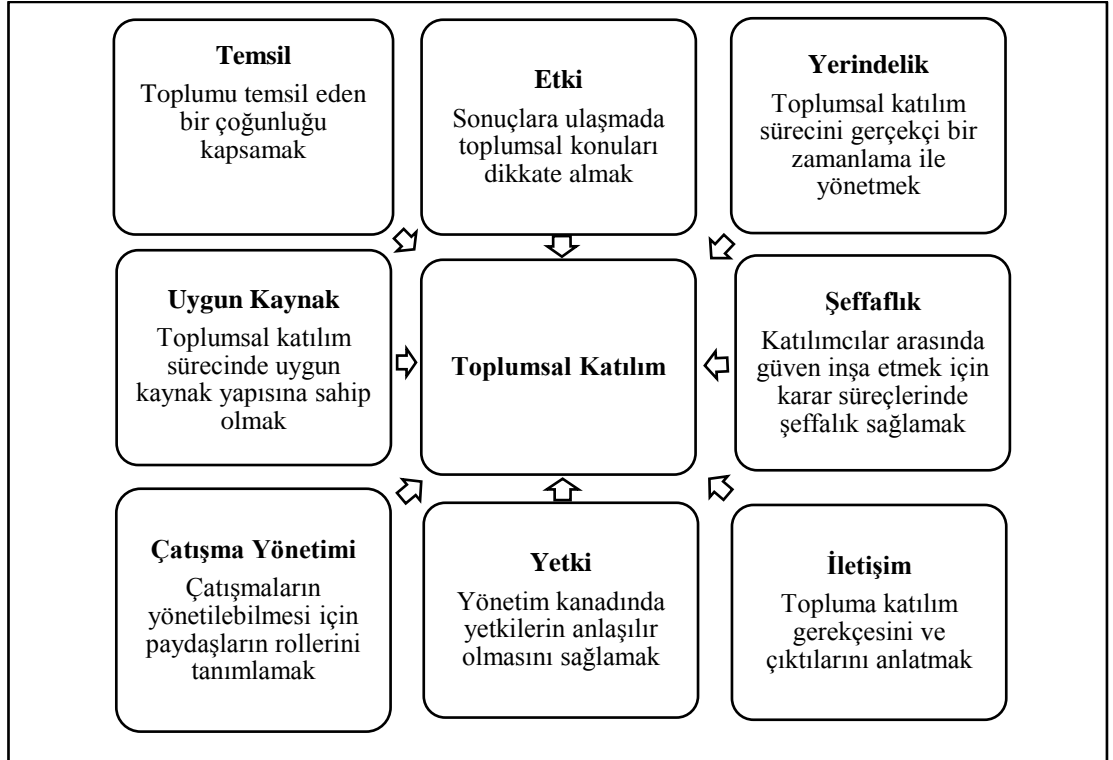 Temsil
Toplumu temsil eden
bir çoğunluğu
kapsamak
Etki
Sonuçlara ulaşmada
toplumsal konuları
dikkate almak
Yerindelik
Toplumsal katılım
sürecini gerçekçi bir
zamanlama ile
yönetmek
Uygun Kaynak
Toplumsal katılım
sürecinde uygun
kaynak yapısına sahip
olmak
Toplumsal Katılım
Şeffaflık
Katılımcılar arasında
güven inşa etmek için
karar süreçlerinde
şeffalık sağlamak
Çatışma Yönetimi
Çatışmaların
yönetilebilmesi için
paydaşların rollerini
tanımlamak
Yetki
Yönetim kanadında
yetkilerin anlaşılır
olmasını sağlamak
İletişim
Topluma katılım
gerekçesini ve
çıktılarını anlatmak